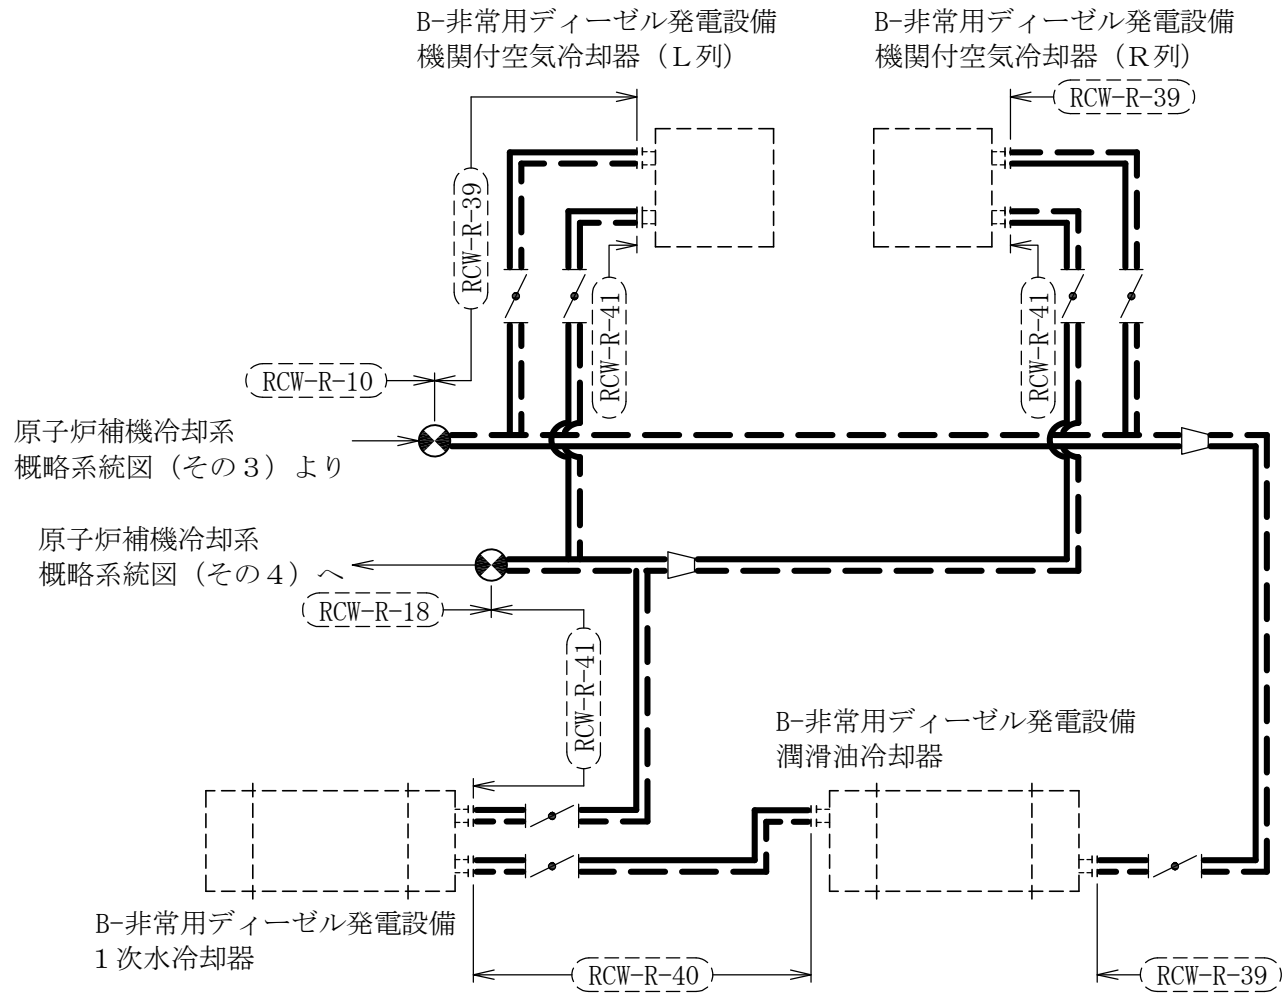 B-非常用ディーゼル発電設備
機関付空気冷却器（Ｌ列）
B-非常用ディーゼル発電設備
機関付空気冷却器（Ｒ列）
RCW-R-39
RCW-R-39
RCW-R-41
RCW-R-41
RCW-R-10
原子炉補機冷却系
概略系統図（その３）より
原子炉補機冷却系
概略系統図（その４）へ
RCW-R-18
RCW-R-41
B-非常用ディーゼル発電設備
潤滑油冷却器
B-非常用ディーゼル発電設備
１次水冷却器
RCW-R-40
RCW-R-39